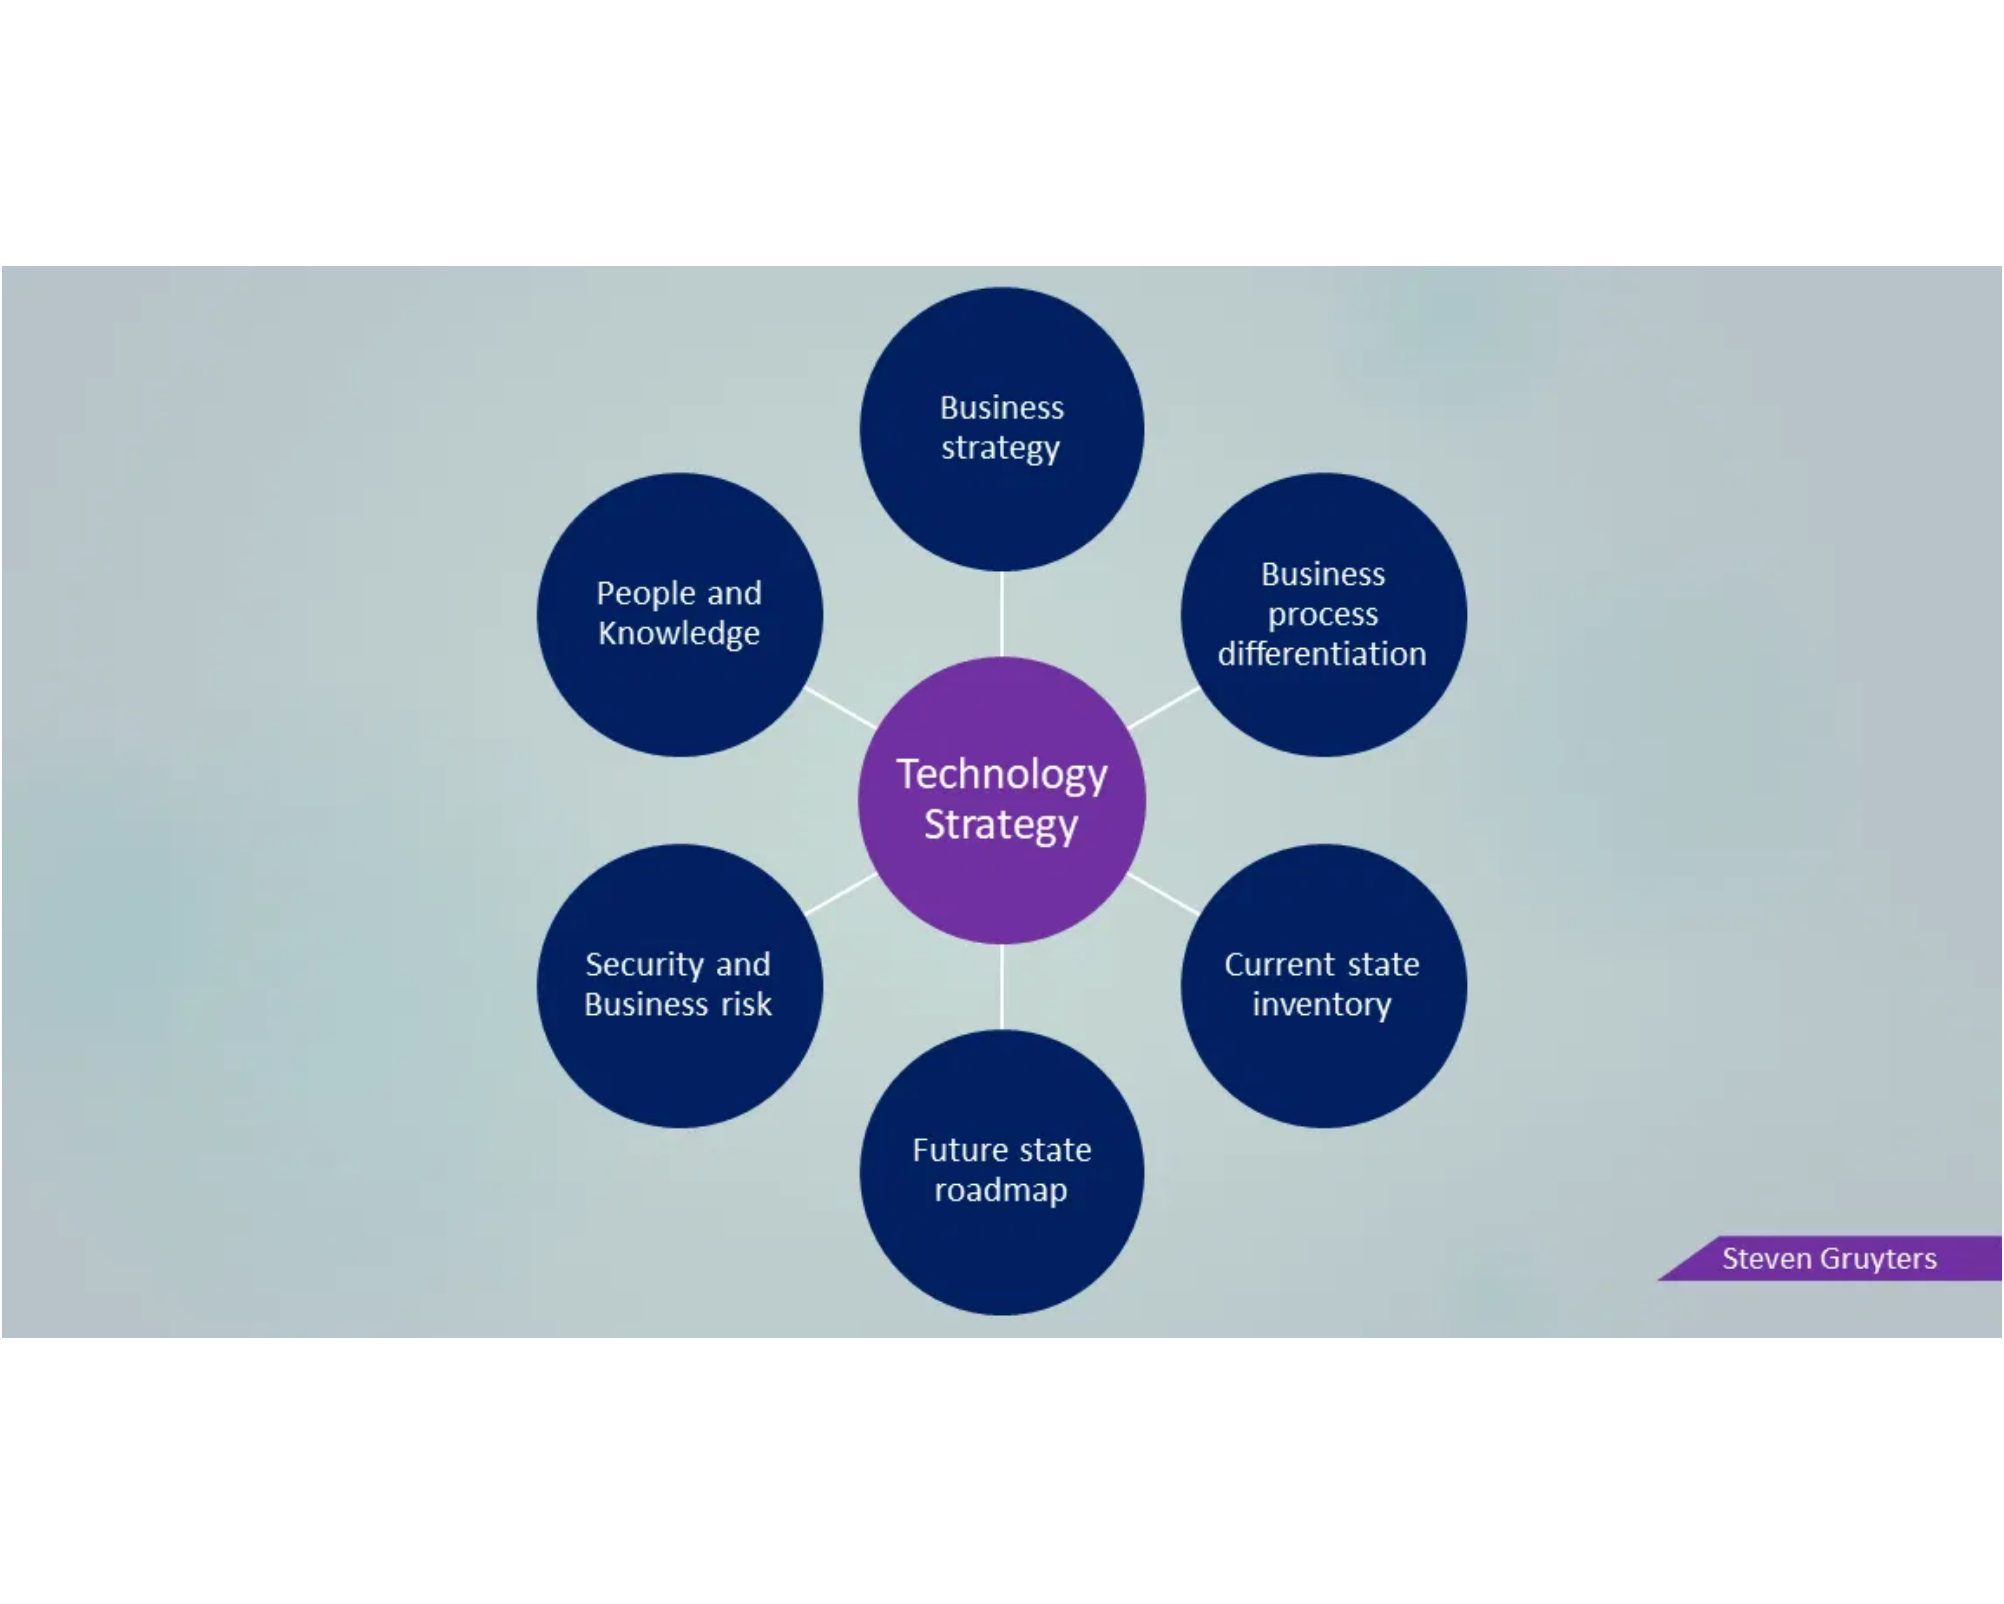 Business
strategy
Business
process
differentiation
Current state
inventory
Future state
roadmap
Security and
Business risk
People and
Knowledge
Technology
Strategy
Steven Gruyters